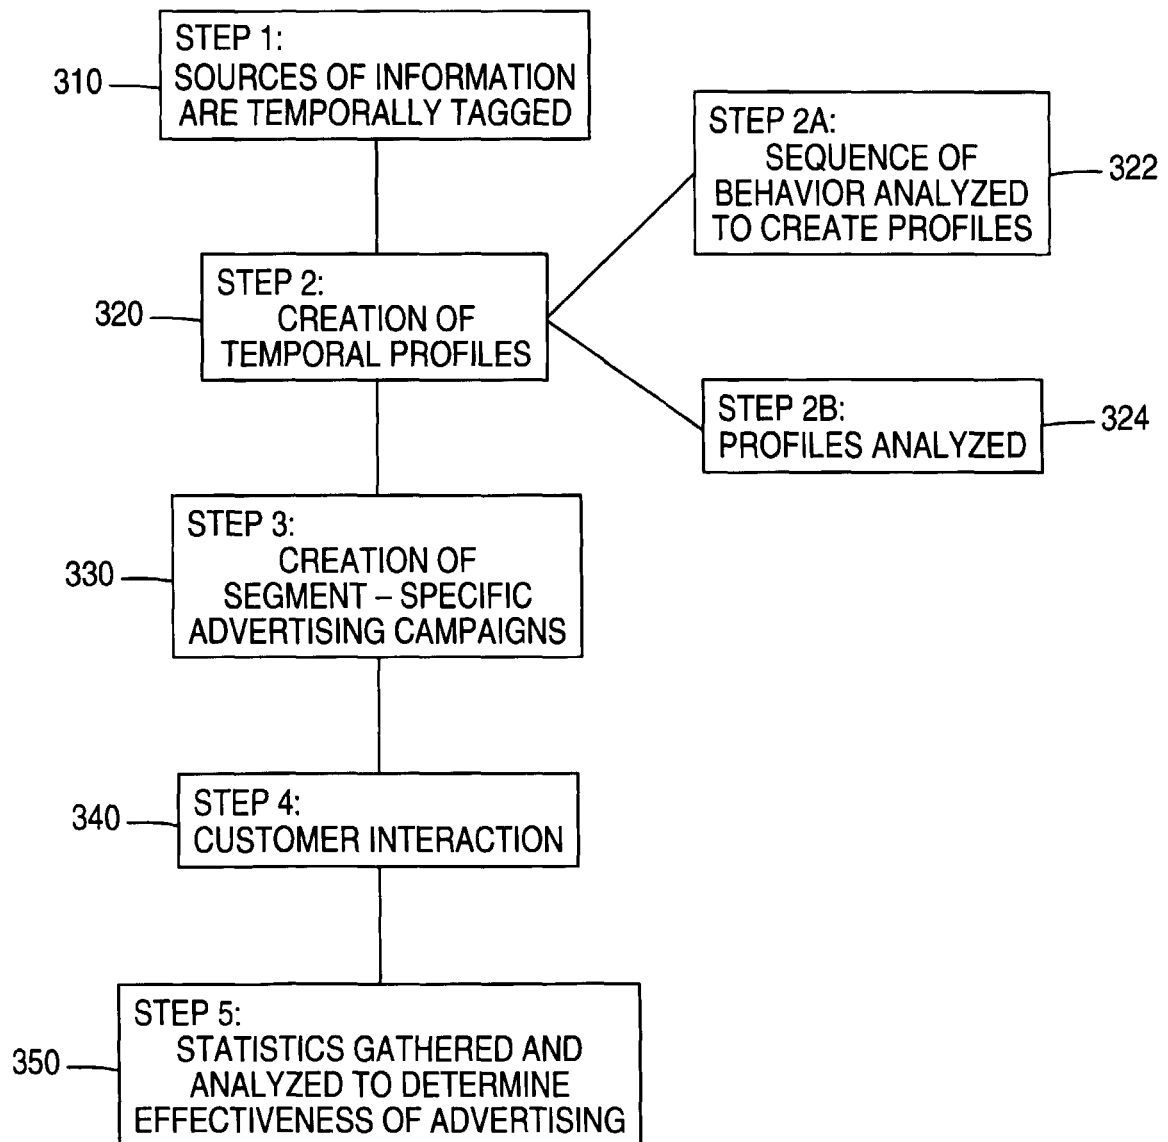 STEP 1:
310
SOURCES OF INFORMATION
ARE TEMPORALLY TAGGED
STEP 2A:
SEQUENCE OF
BEHAVIOR ANALYZED
TO CREATE PROFILES
322
STEP 2:
320
CREATION OF
TEMPORAL PROFILES
STEP 2B:
PROFILES ANALYZED
324
STEP 3:
330
CREATION OF
SEGMENT – SPECIFIC
ADVERTISING CAMPAIGNS
STEP 4:
340
CUSTOMER INTERACTION
STEP 5:
350
STATISTICS GATHERED AND
ANALYZED TO DETERMINE
EFFECTIVENESS OF ADVERTISING